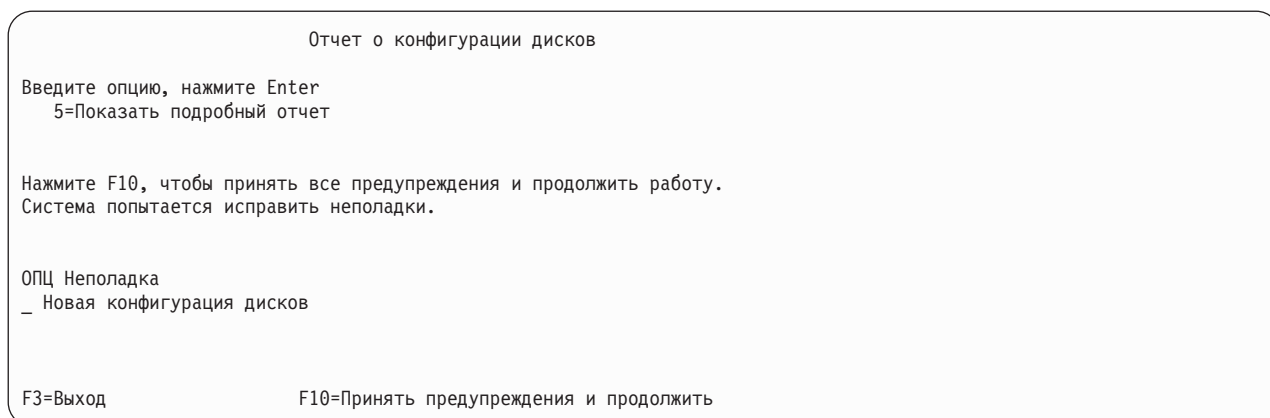 Отчет о конфигурации дисков
Введите опцию, нажмите Enter
5=Показать подробный отчет
Нажмите F10, чтобы принять все предупреждения и продолжить работу.
Система попытается исправить неполадки.
ОПЦ Неполадка
_ Новая конфигурация дисков
F3=Выход F10=Принять предупреждения и продолжить